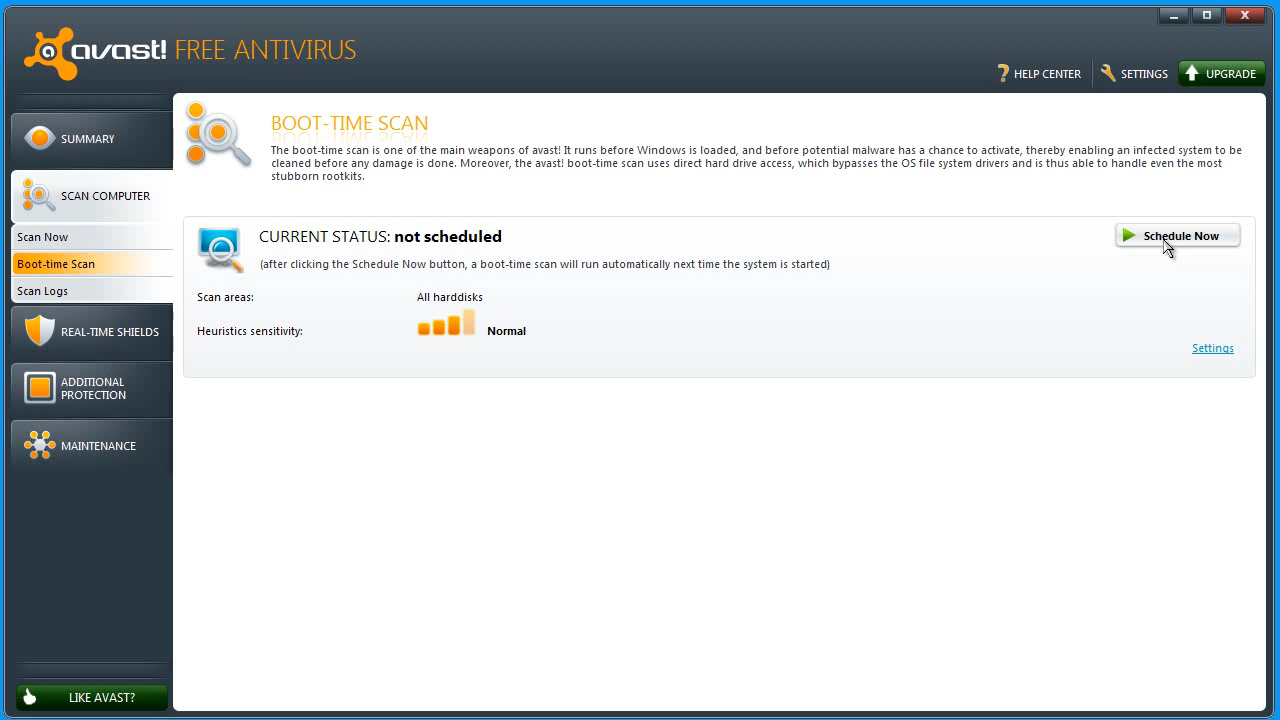 avast! FREE ANTIVIRUS
HELP CENTER
SETTINGS
UPGRADE
SUMMARY
SCAN COMPUTER
Scan Now
Boot-time Scan
Scan Logs
REAL-TIME SHIELDS
ADDITIONAL
PROTECTION
MAINTENANCE
LIKE AVAST?
BOOT-TIME SCAN
The boot-time scan is one of the main weapons of avast! It runs before Windows is loaded, and before potential malware has a chance to activate, thereby enabling an infected system to be
cleaned before any damage is done. Moreover, the avast! boot-time scan uses direct hard drive access, which bypasses the OS file system drivers and is thus able to handle even the most
stubborn rootkits.
CURRENT STATUS: not scheduled
Schedule Now
(after clicking the Schedule Now button, a boot-time scan will run automatically next time the system is started)
Scan areas: All harddisks
Heuristics sensitivity: Normal
Settings